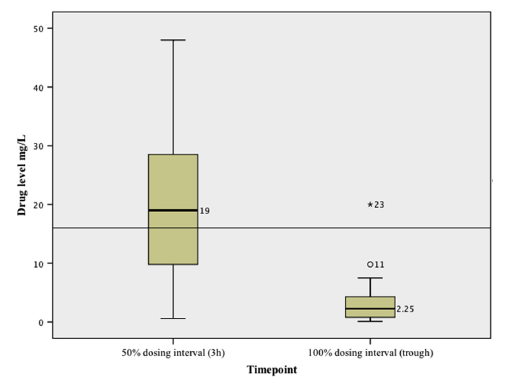 50
40
30
20
10
0
Drug level mg/L
19
*23
11
2.25
50% dosing interval (3h)
100% dosing interval (trough)
Timepoint